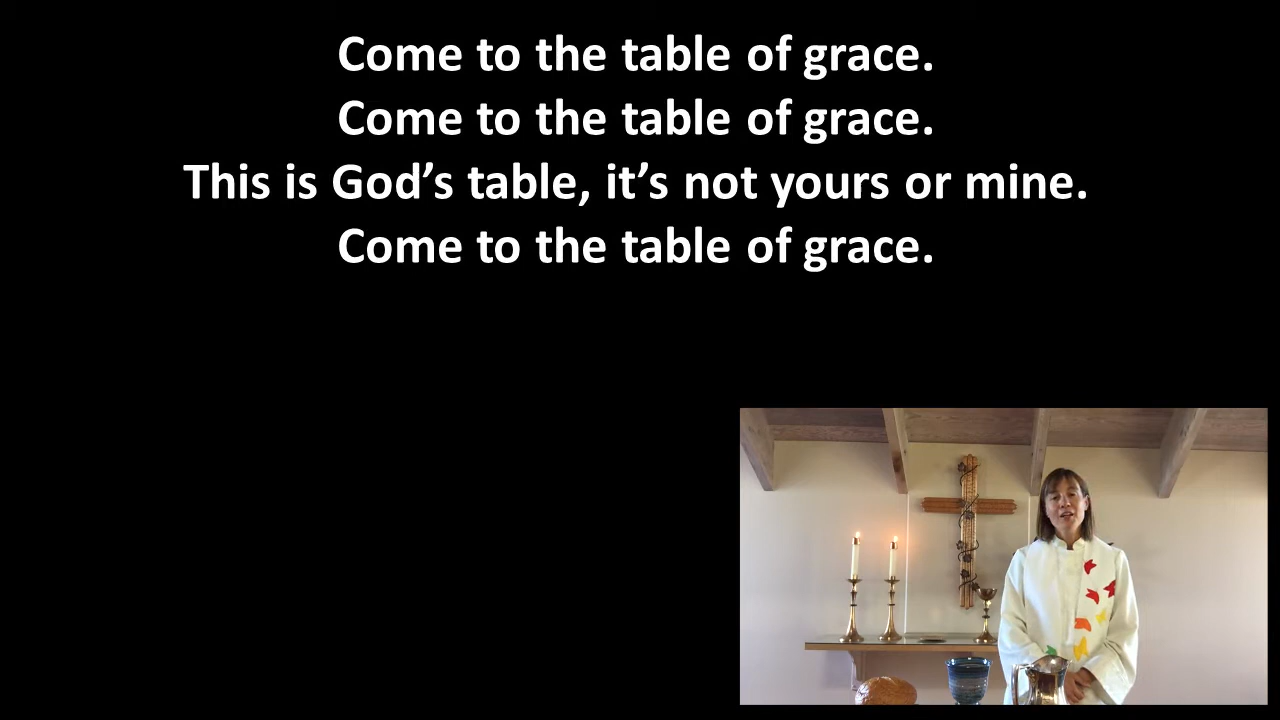 Come to the table of grace.
Come to the table of grace.
This is God’s table, it’s not yours or mine.
Come to the table of grace.